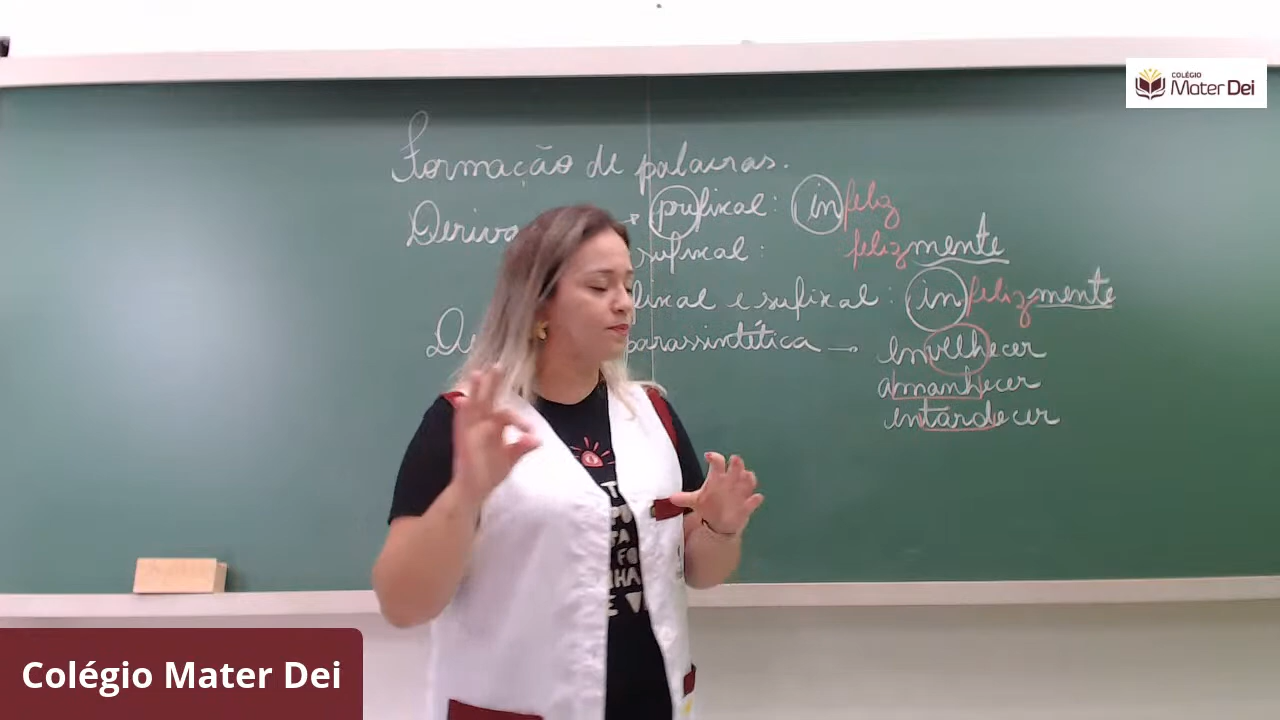 COLÉGIO
Mater Dei
Formação de palavras.
prefixal: infeliz
sufixal: felizmente
fixal e sufixal: infelizmente
parassintética → envelhecer
amanhecer
entardecer
Colégio Mater Dei